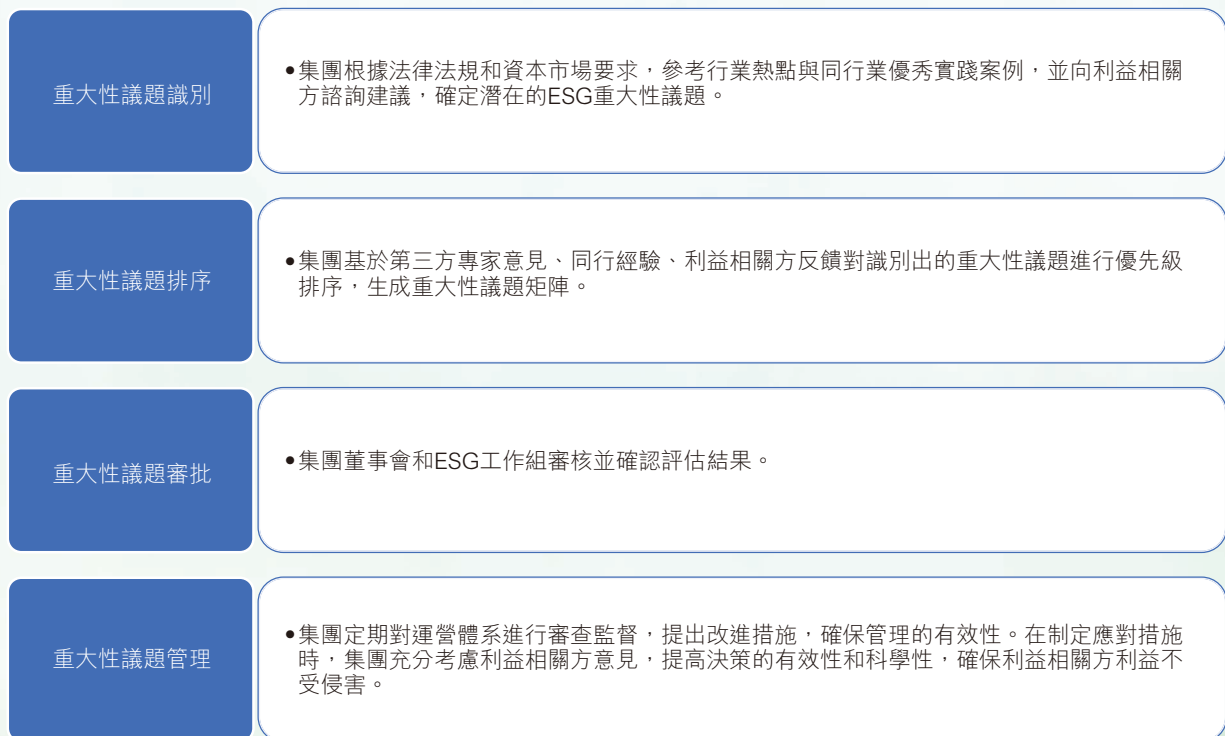 重大性議題識別
•集團根據法律法規和資本市場要求，參考行業熱點與同行業優秀實踐案例，並向利益相關
方諮詢建議，確定潛在的ESG重大性議題。
重大性議題排序
•集團基於第三方專家意見、同行經驗、利益相關方反饋對識別出的重大性議題進行優先級
排序，生成重大性議題矩陣。
重大性議題審批
•集團董事會和ESG工作組審核並確認評估結果。
重大性議題管理
•集團定期對運營體系進行審查監督，提出改進措施，確保管理的有效性。在制定應對措施
時，集團充分考慮利益相關方意見，提高決策的有效性和科學性，確保利益相關方利益不
受侵害。